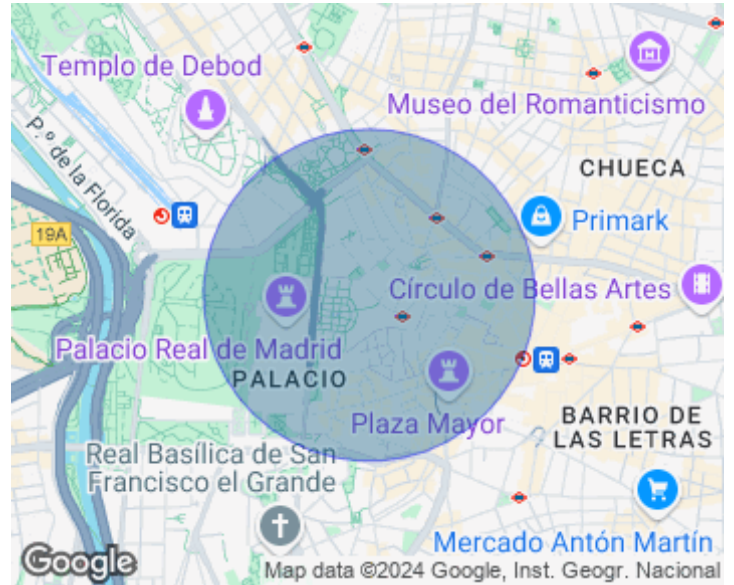 Templo de Debod
Museo del Romanticismo
P.º de la Florida
CHUECA
19A
Primark
Círculo de Bellas Artes
Palacio Real de Madrid
PALACIO
Plaza Mayor
BARRIO DE
LAS LETRAS
Real Basílica de San
Francisco el Grande
Mercado Antón Martín
Google
Map data ©2024 Google, Inst. Geogr. Nacional